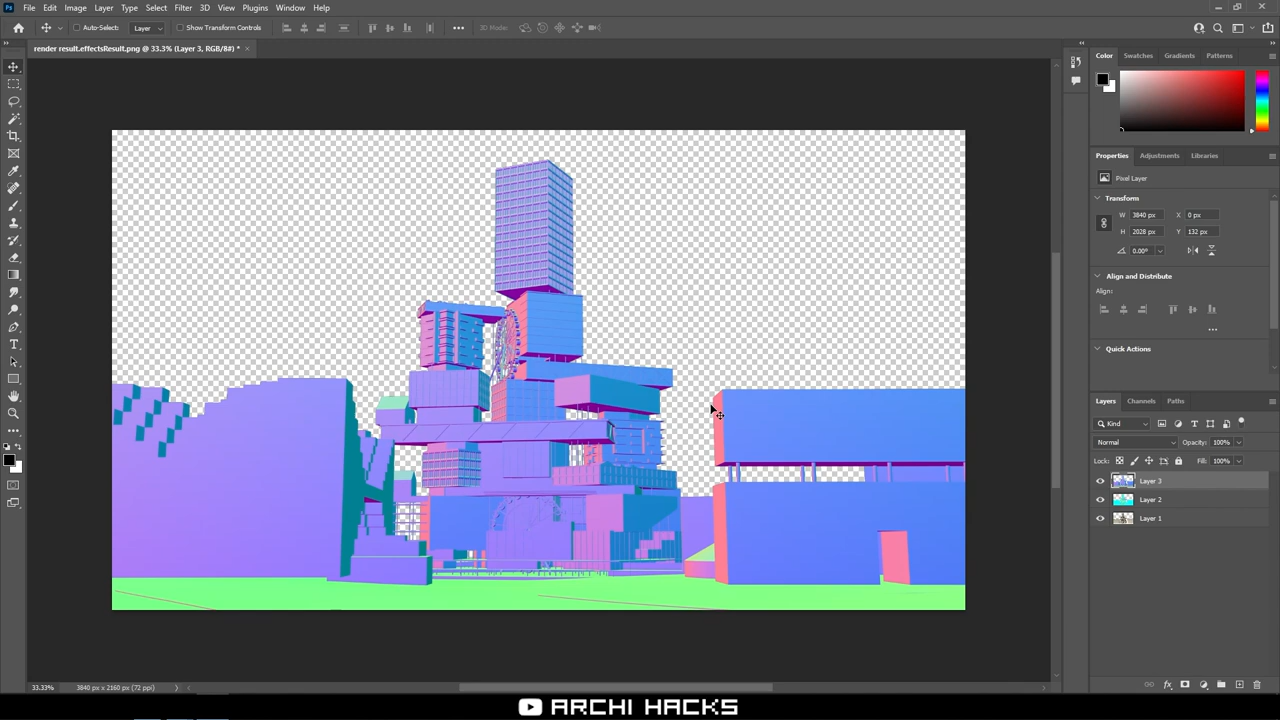 Ps File Edit Image Layer Type Select Filter 3D View Plugins Window Help
Auto-Select: Layer Show Transform Controls 3D Mode:
render result.effectsResult.png @ 33.3% (Layer 3, RGB/8#) * ×
Color Swatches Gradients Patterns
Properties Adjustments Libraries
Pixel Layer
Transform
W 3840 px X 0 px
H 2028 px Y 132 px
0.00°
Align and Distribute
Align:
Quick Actions
Layers Channels Paths
Kind
Normal Opacity: 100%
Lock: Fill: 100%
Layer 3
Layer 2
Layer 1
33.33% 3840 px x 2160 px (72 ppi)
ARCHI HACKS